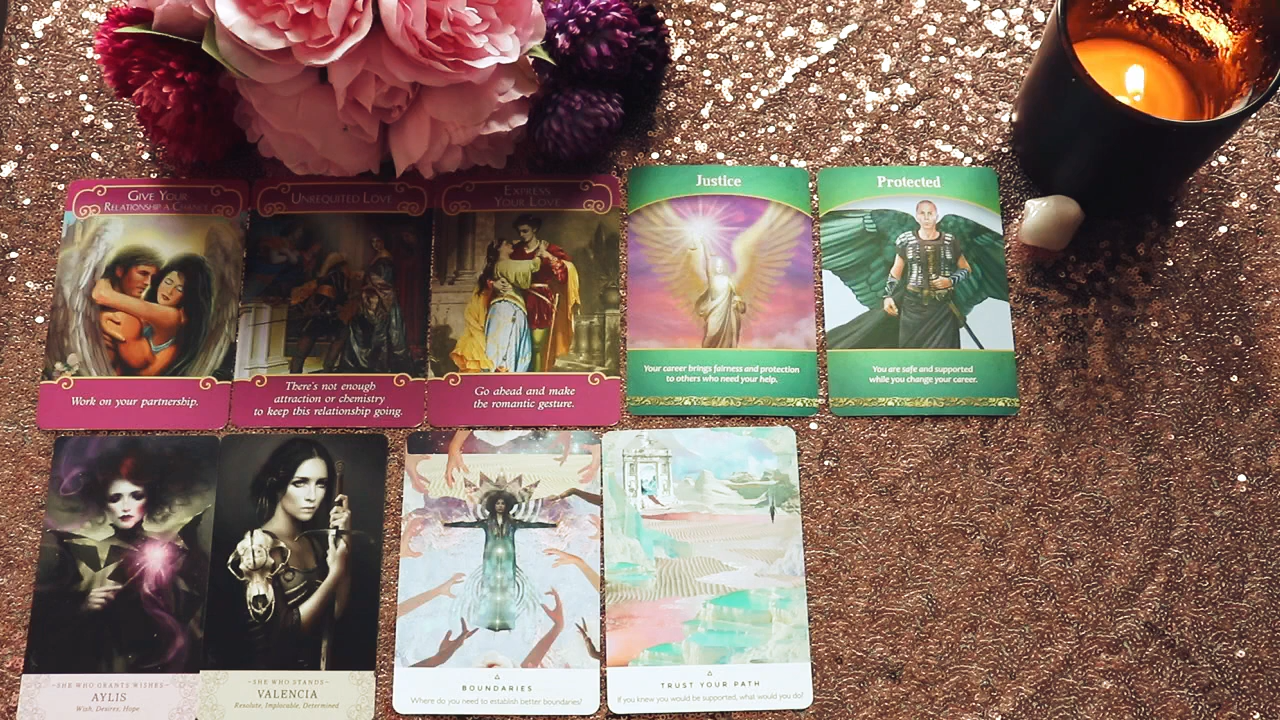 GIVE YOUR
RELATIONSHIP A CHANCE
Work on your partnership.
UNREQUITED LOVE
There's not enough
attraction or chemistry
to keep this relationship going.
EXPRESS
YOUR LOVE
Go ahead and make
the romantic gesture.
Justice
Your career brings fairness and protection
to others who need your help.
Protected
You are safe and supported
while you change your career.
~SHE WHO GRANTS WISHES~
AYLIS
Wish, Desires, Hope
~SHE WHO STANDS~
VALENCIA
Resolute, Implacable, Determined
BOUNDARIES
Where do you need to establish better boundaries?
TRUST YOUR PATH
If you knew you would be supported, what would you do?